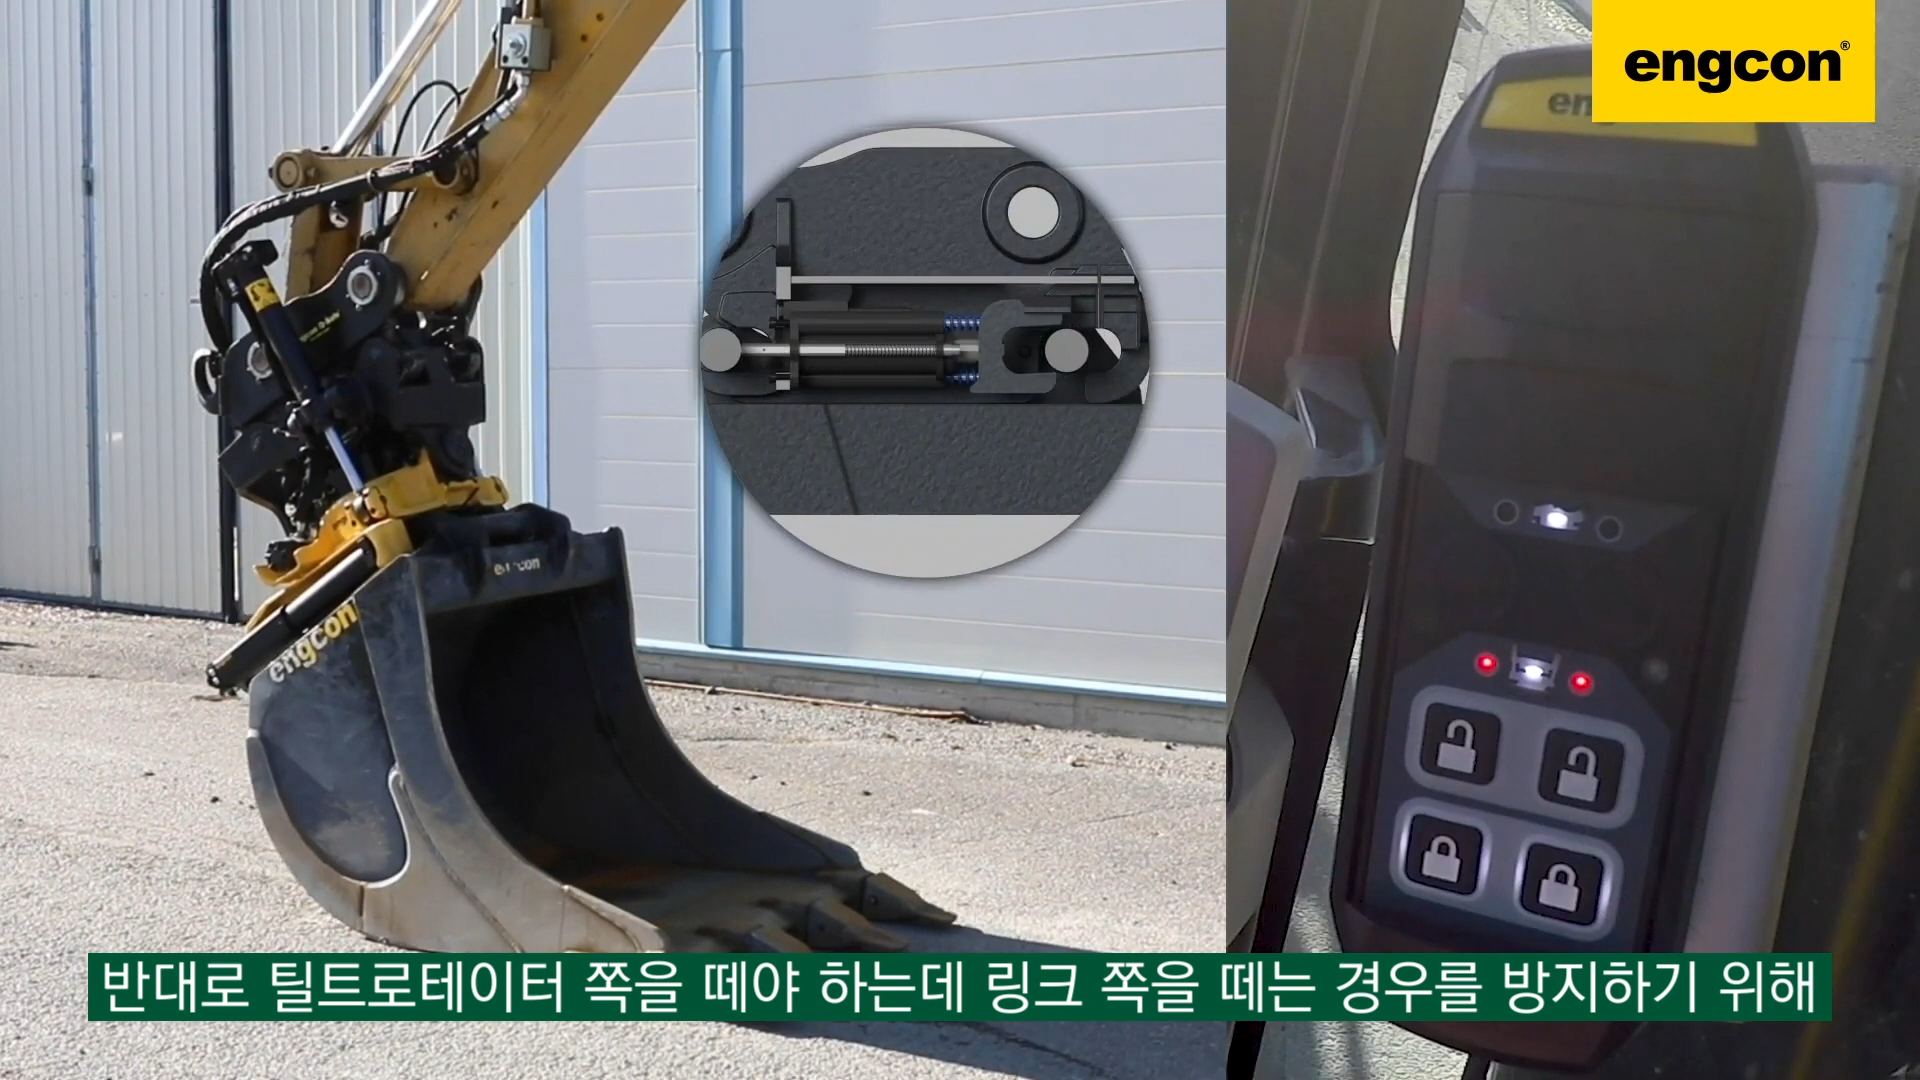 engcon®
en
engcon
engcon
반대로 틸트로테이터 쪽을 떼야 하는데 링크 쪽을 떼는 경우를 방지하기 위해